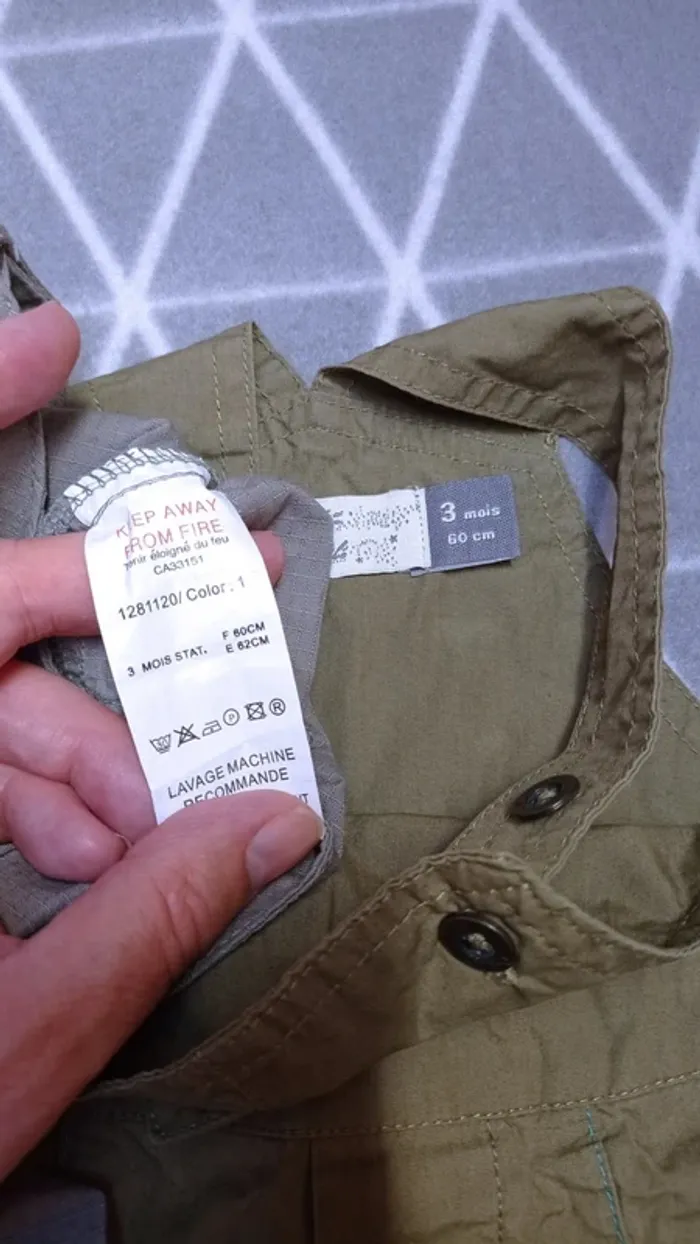 KEEP AWAY
FROM FIRE
Tenir éloigné du feu
CA33151
1281120/ Color: 1
3 MOIS STAT. F 60CM
E 62CM
P
R
LAVAGE MACHINE
RECOMMANDE
3 mois
60 cm